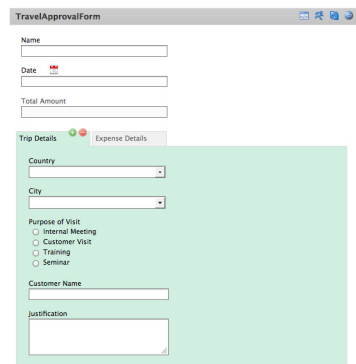 TravelApprovalForm
Name
Date
Total Amount
Trip Details
Expense Details
Country
City
Purpose of Visit
Internal Meeting
Customer Visit
Training
Seminar
Customer Name
Justification